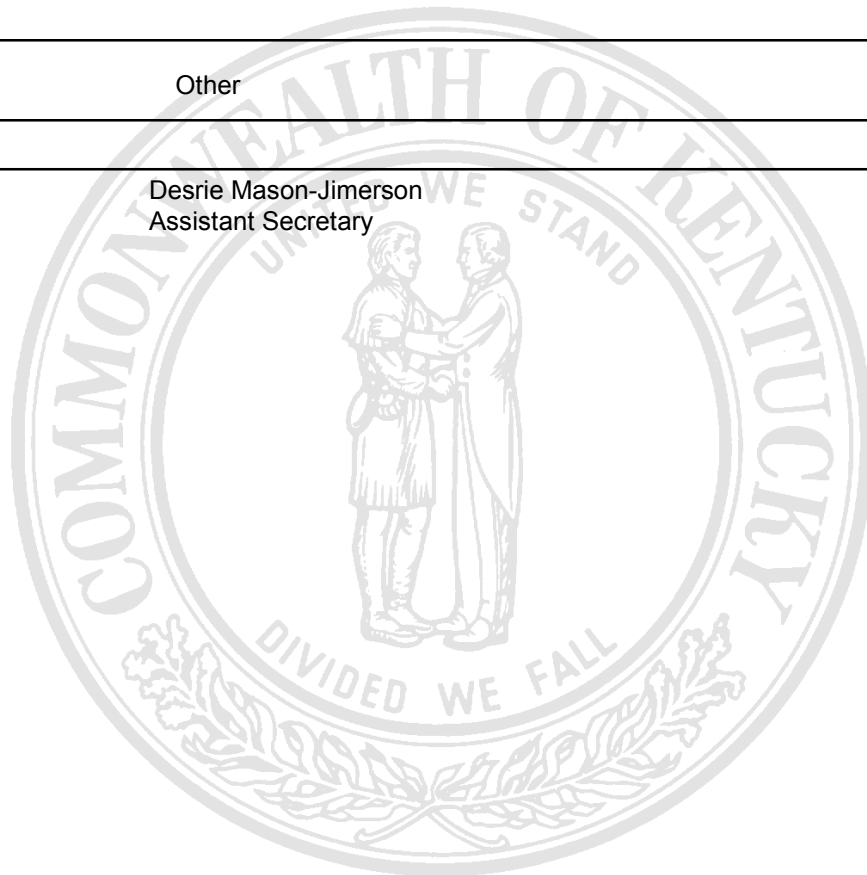 Other
Desrie Mason-Jimerson
Assistant Secretary
COMMONWEALTH OF KENTUCKY
UNITED WE STAND
DIVIDED WE FALL